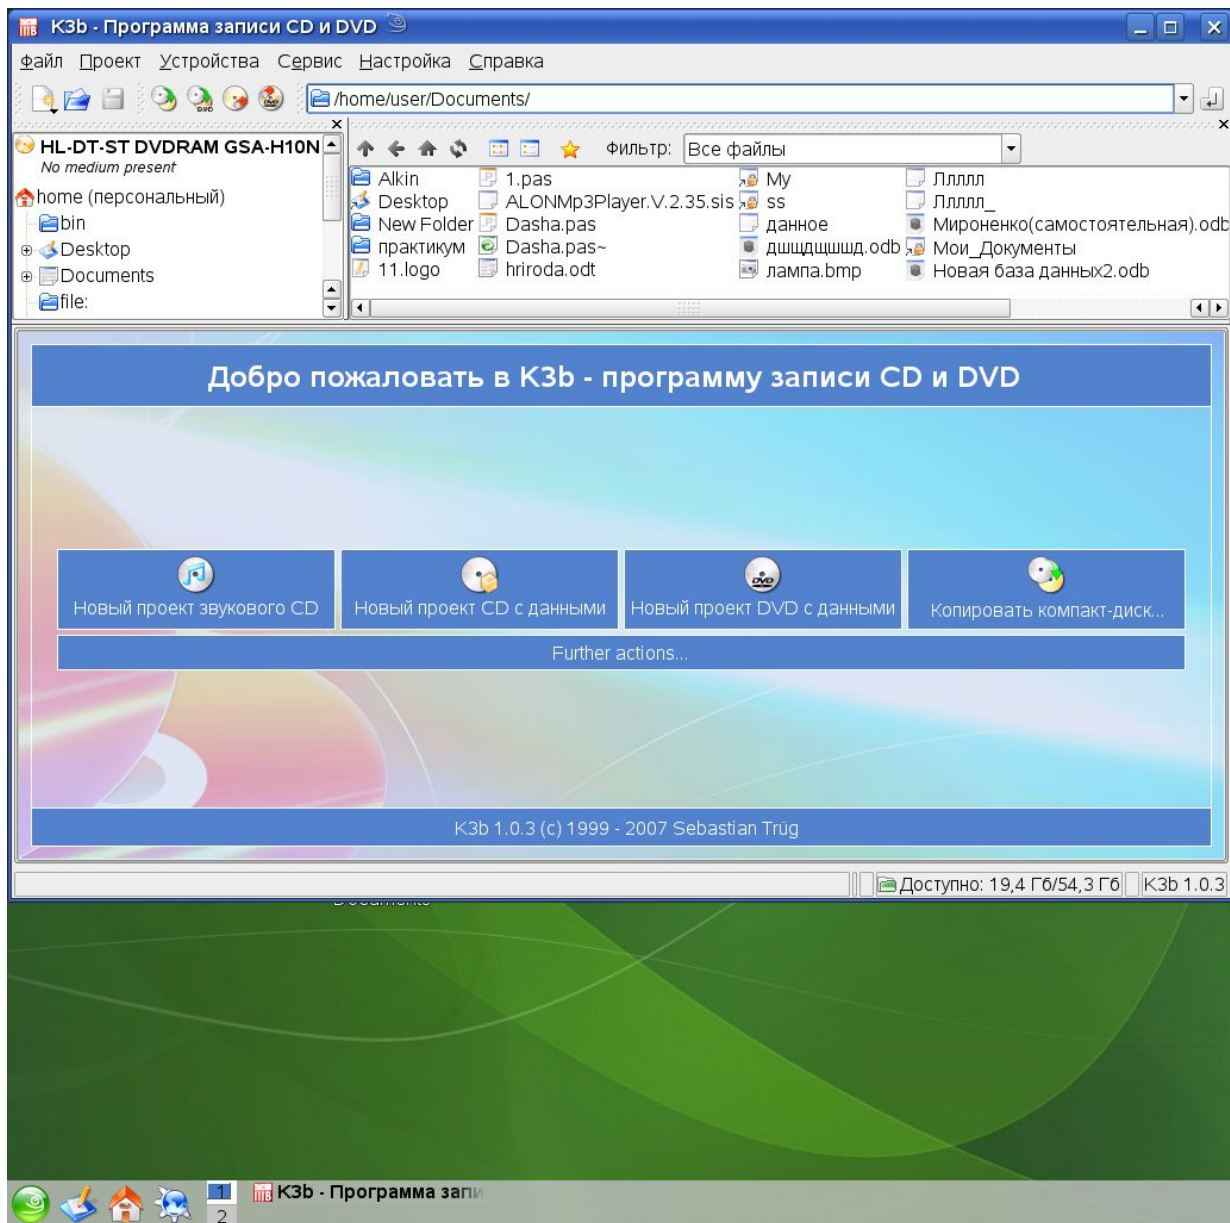 K3b - Программа записи CD и DVD
Файл Проект Устройства Сервис Настройка Справка
/home/user/Documents/
HL-DT-ST DVDRAM GSA-H10N
No medium present
home (персональный)
bin
Desktop
Documents
file:
Фильтр: Все файлы
Alkin 1.pas My Лллл
Desktop ALONMp3Player.V.2.35.sis ss Лллл_
New Folder Dasha.pas данное Мироненко(самостоятельная).odb
практикум Dasha.pas~ дшщдщшшд.odb Мои_Документы
11.logo hriroda.odt лампа.bmp Новая база данных2.odb
Добро пожаловать в K3b - программу записи CD и DVD
Новый проект звукового CD Новый проект CD с данными Новый проект DVD с данными Копировать компакт-диск...
Further actions...
K3b 1.0.3 (c) 1999 - 2007 Sebastian Trüg
Доступно: 19,4 Гб/54,3 Гб K3b 1.0.3
Documents
1 K3b - Программа запи
2